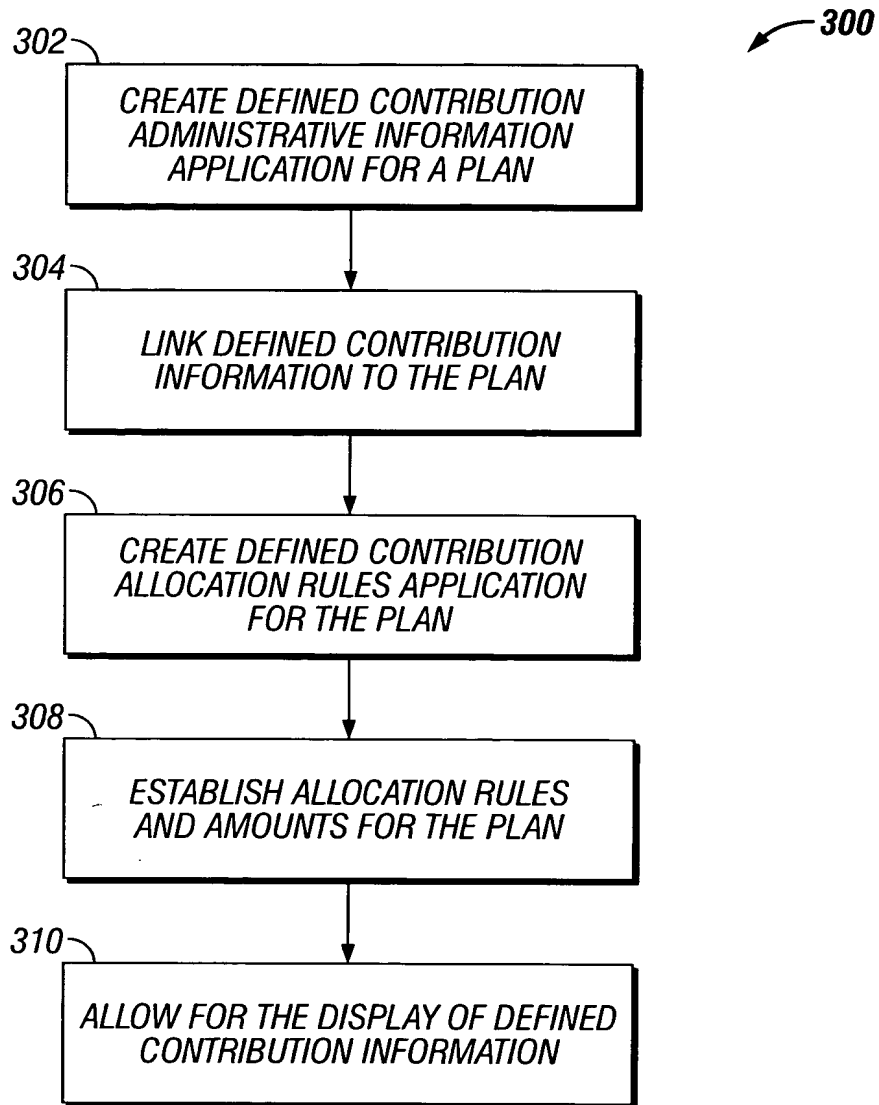 300
302
CREATE DEFINED CONTRIBUTION
ADMINISTRATIVE INFORMATION
APPLICATION FOR A PLAN
304
LINK DEFINED CONTRIBUTION
INFORMATION TO THE PLAN
306
CREATE DEFINED CONTRIBUTION
ALLOCATION RULES APPLICATION
FOR THE PLAN
308
ESTABLISH ALLOCATION RULES
AND AMOUNTS FOR THE PLAN
310
ALLOW FOR THE DISPLAY OF DEFINED
CONTRIBUTION INFORMATION